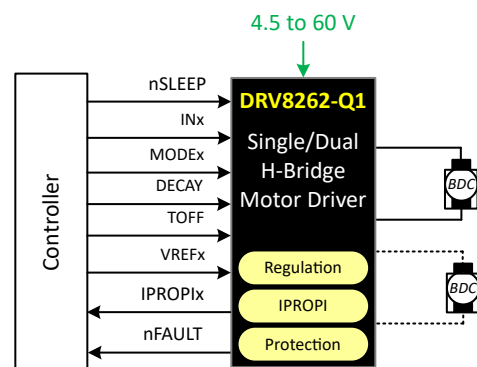 4.5 to 60 V
Controller
nSLEEP
INx
MODEx
DECAY
TOFF
VREFx
IPROPIx
nFAULT
DRV8262-Q1
Single/Dual
H-Bridge
Motor Driver
Regulation
IPROPI
Protection
BDC
BDC